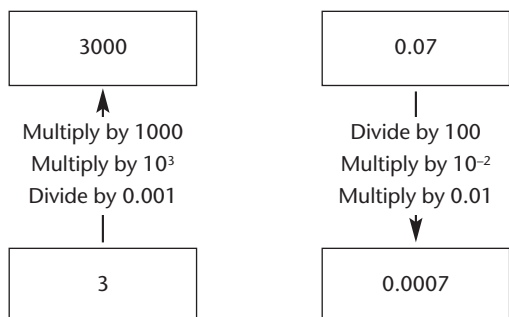 3000
Multiply by 1000
Multiply by 10³
Divide by 0.001
3
0.07
Divide by 100
Multiply by 10⁻²
Multiply by 0.01
0.0007